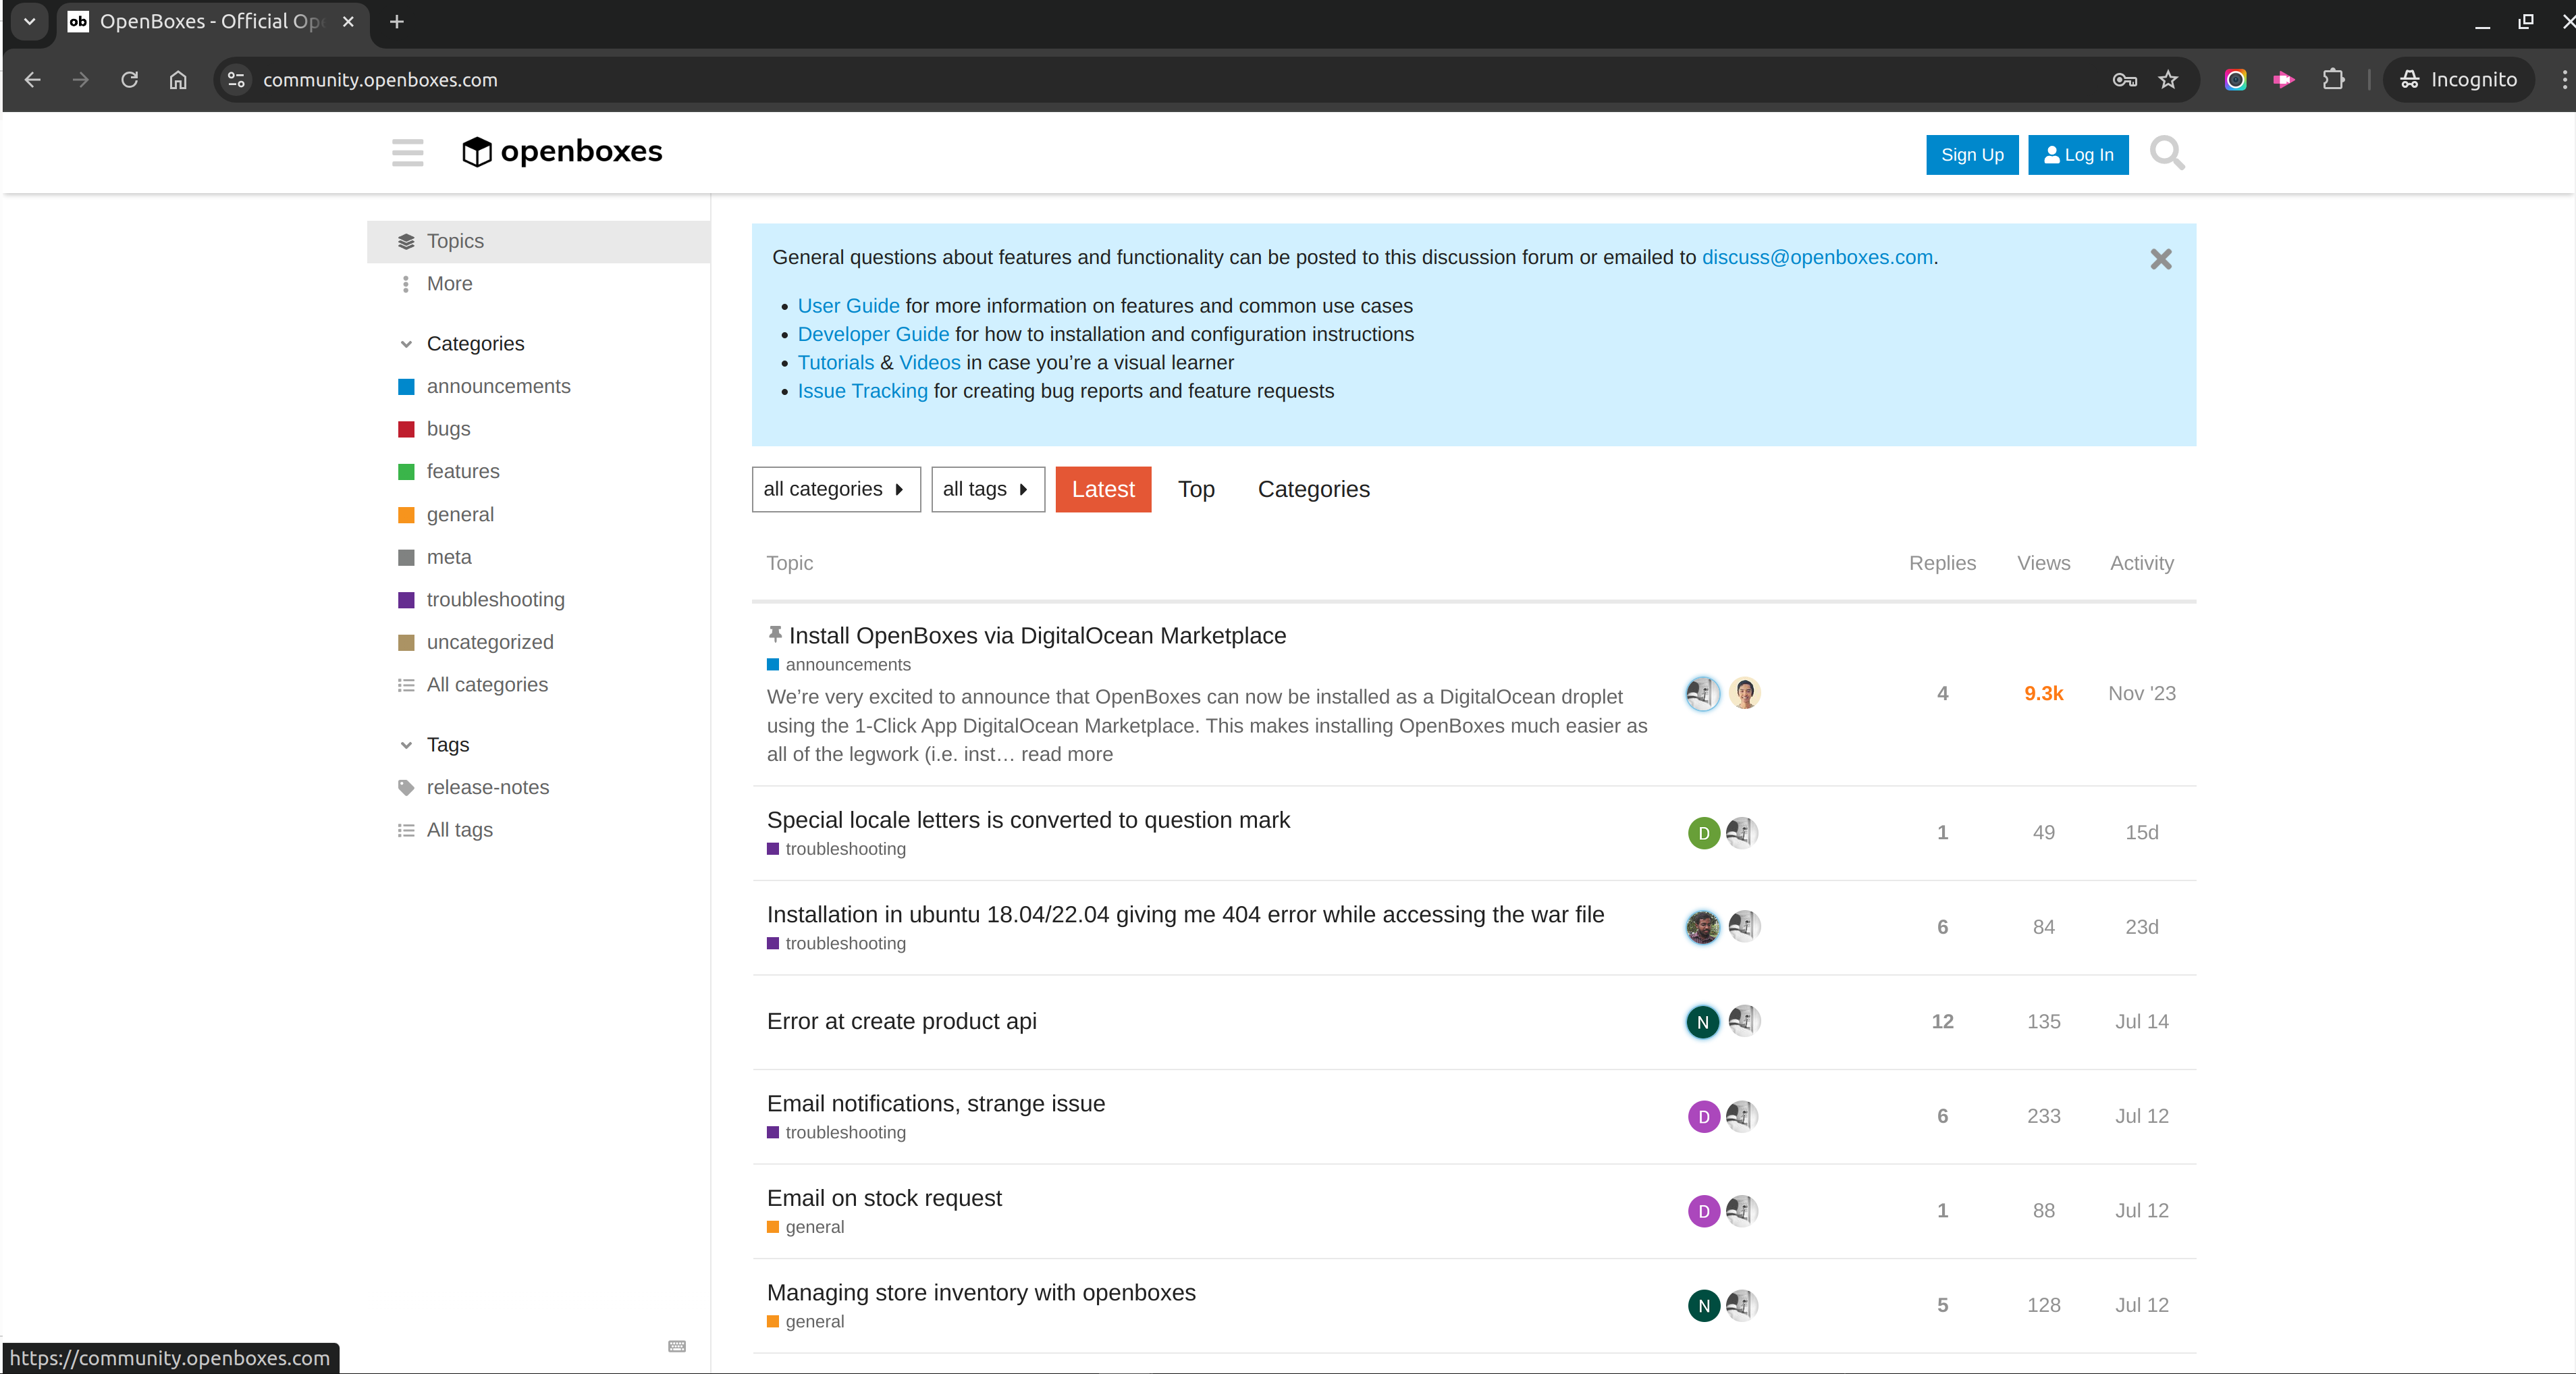 ob OpenBoxes - Official Op
community.openboxes.com
Incognito
openboxes
Sign Up
Log In
Topics
More
Categories
announcements
bugs
features
general
meta
troubleshooting
uncategorized
All categories
Tags
release-notes
All tags
General questions about features and functionality can be posted to this discussion forum or emailed to discuss@openboxes.com.
• User Guide for more information on features and common use cases
• Developer Guide for how to installation and configuration instructions
• Tutorials & Videos in case you’re a visual learner
• Issue Tracking for creating bug reports and feature requests
all categories all tags Latest Top Categories
Topic Replies Views Activity
Install OpenBoxes via DigitalOcean Marketplace
announcements
We’re very excited to announce that OpenBoxes can now be installed as a DigitalOcean droplet
using the 1-Click App DigitalOcean Marketplace. This makes installing OpenBoxes much easier as
all of the legwork (i.e. inst… read more
4 9.3k Nov '23
Special locale letters is converted to question mark
troubleshooting
D 1 49 15d
Installation in ubuntu 18.04/22.04 giving me 404 error while accessing the war file
troubleshooting
6 84 23d
Error at create product api
N 12 135 Jul 14
Email notifications, strange issue
troubleshooting
D 6 233 Jul 12
Email on stock request
general
D 1 88 Jul 12
Managing store inventory with openboxes
general
N 5 128 Jul 12
https://community.openboxes.com